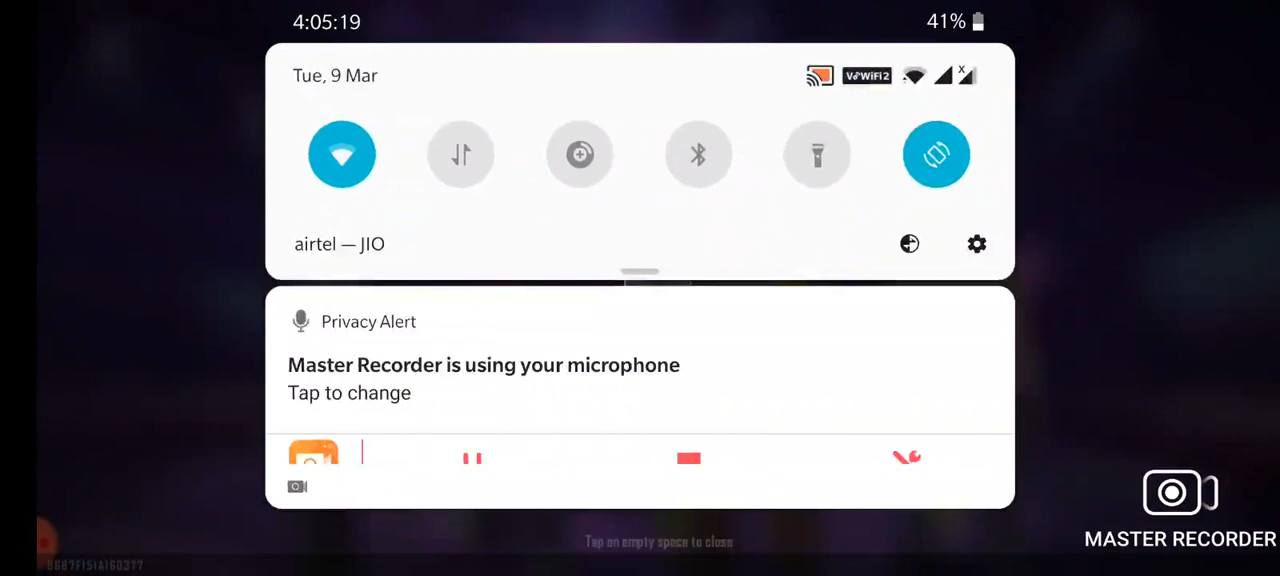 4:05:19
41%
Tue, 9 Mar
VoWiFi2
X
airtel — JIO
Privacy Alert
Master Recorder is using your microphone
Tap to change
MASTER RECORDER
Tap on empty space to close